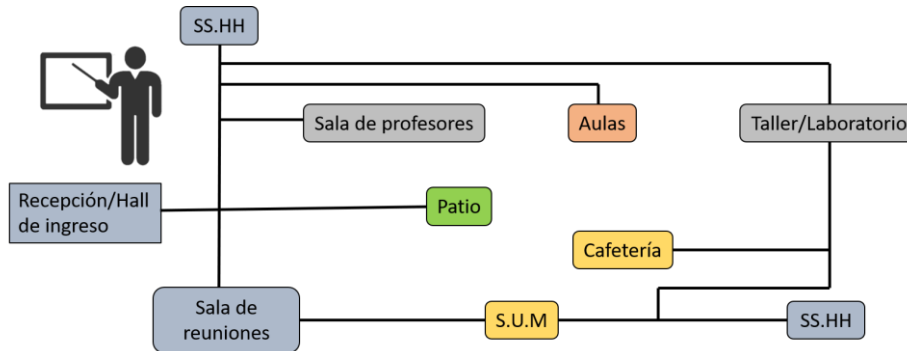 SS.HH
Sala de profesores
Aulas
Taller/Laboratorio
Recepción/Hall
de ingreso
Patio
Cafetería
Sala de
reuniones
S.U.M
SS.HH